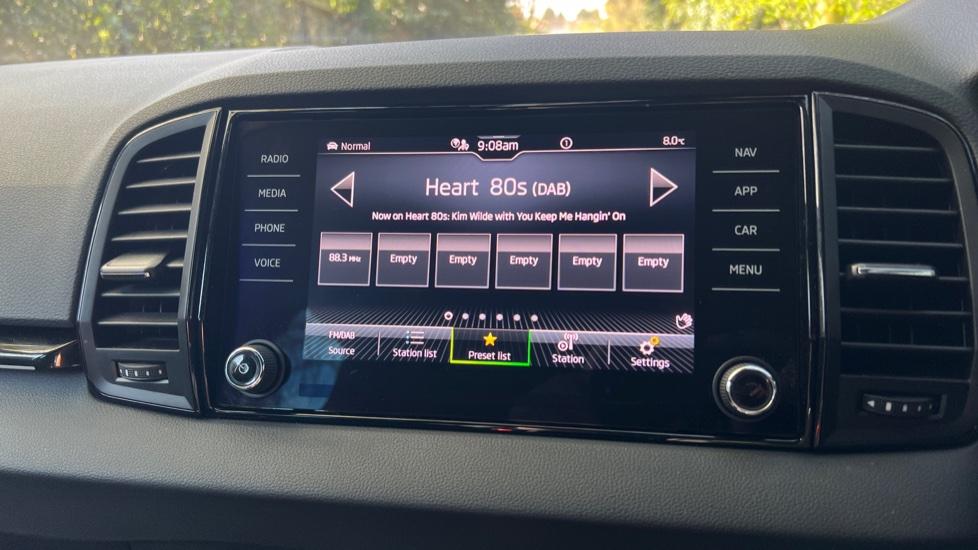 RADIO
MEDIA
PHONE
VOICE
Normal
9:08am
8.0°C
Heart 80s (DAB)
Now on Heart 80s: Kim Wilde with You Keep Me Hangin' On
88.3 MHz
Empty
Empty
Empty
Empty
Empty
FM/DAB
Source
Station list
Preset list
Station
Settings
NAV
APP
CAR
MENU